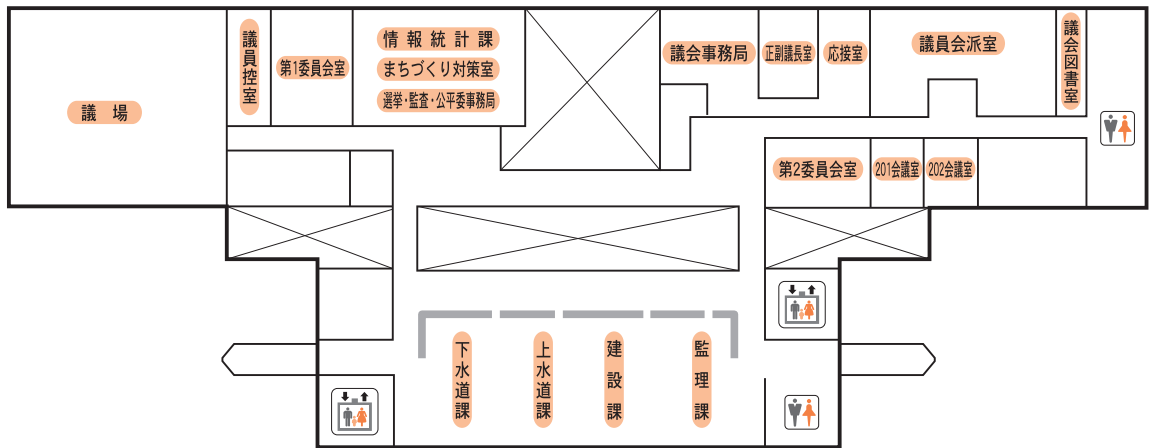 議場
議員控室
第1委員会室
情報統計課
まちづくり対策室
選挙・監査・公平委事務局
議会事務局
正副議長室
応接室
議員会派室
議会図書室
第2委員会室
201会議室
202会議室
下水道課
上水道課
建設課
監理課